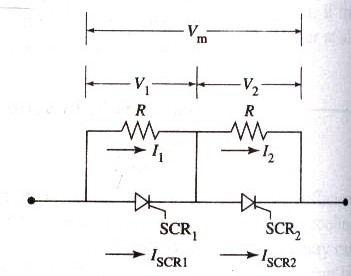 Vm
V1 V2
R R
I1 I2
SCR1 SCR2
ISCR1 ISCR2